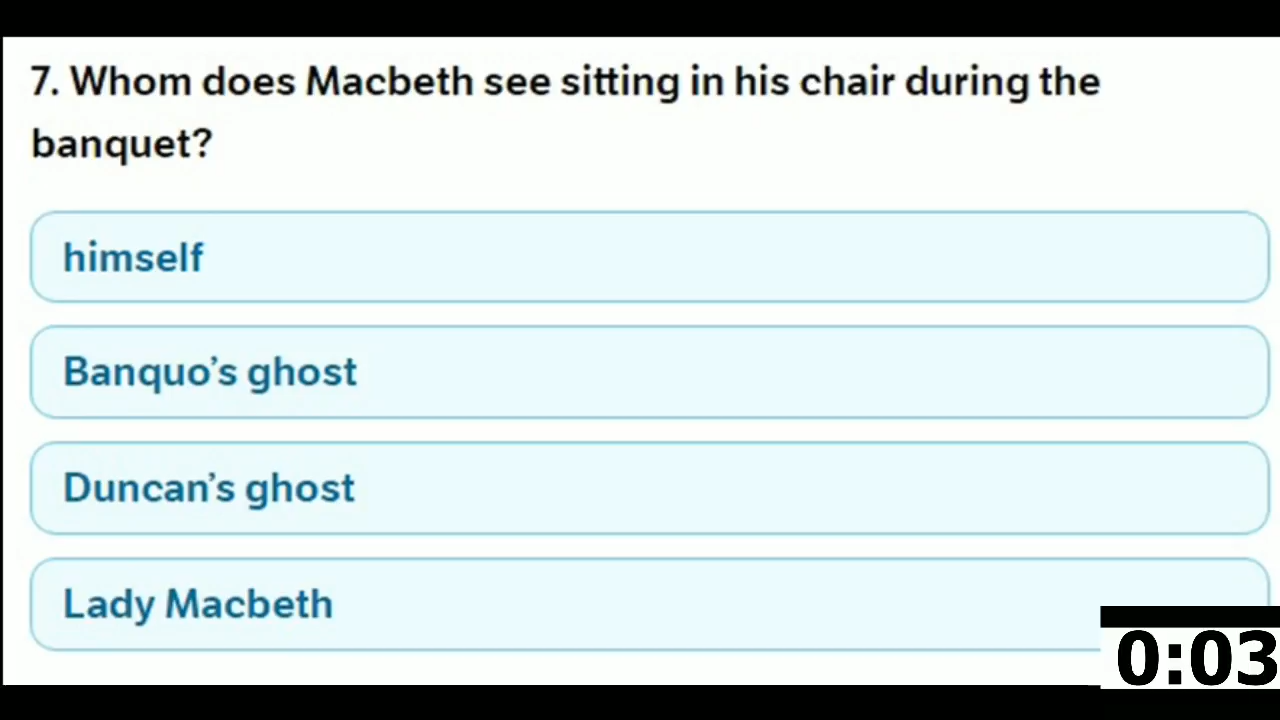 7. Whom does Macbeth see sitting in his chair during the
banquet?
himself
Banquo’s ghost
Duncan’s ghost
Lady Macbeth
0:03